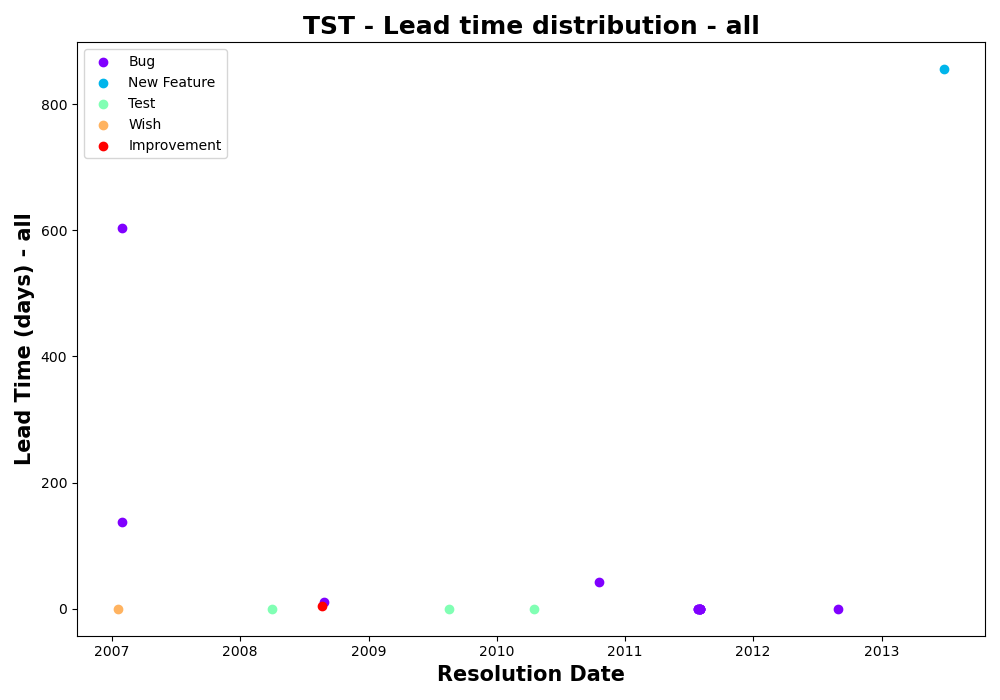 TST - Lead time distribution - all
Bug
New Feature
Test
Wish
Improvement
Lead Time (days) - all
800
600
400
200
0
2007 2008 2009 2010 2011 2012 2013
Resolution Date